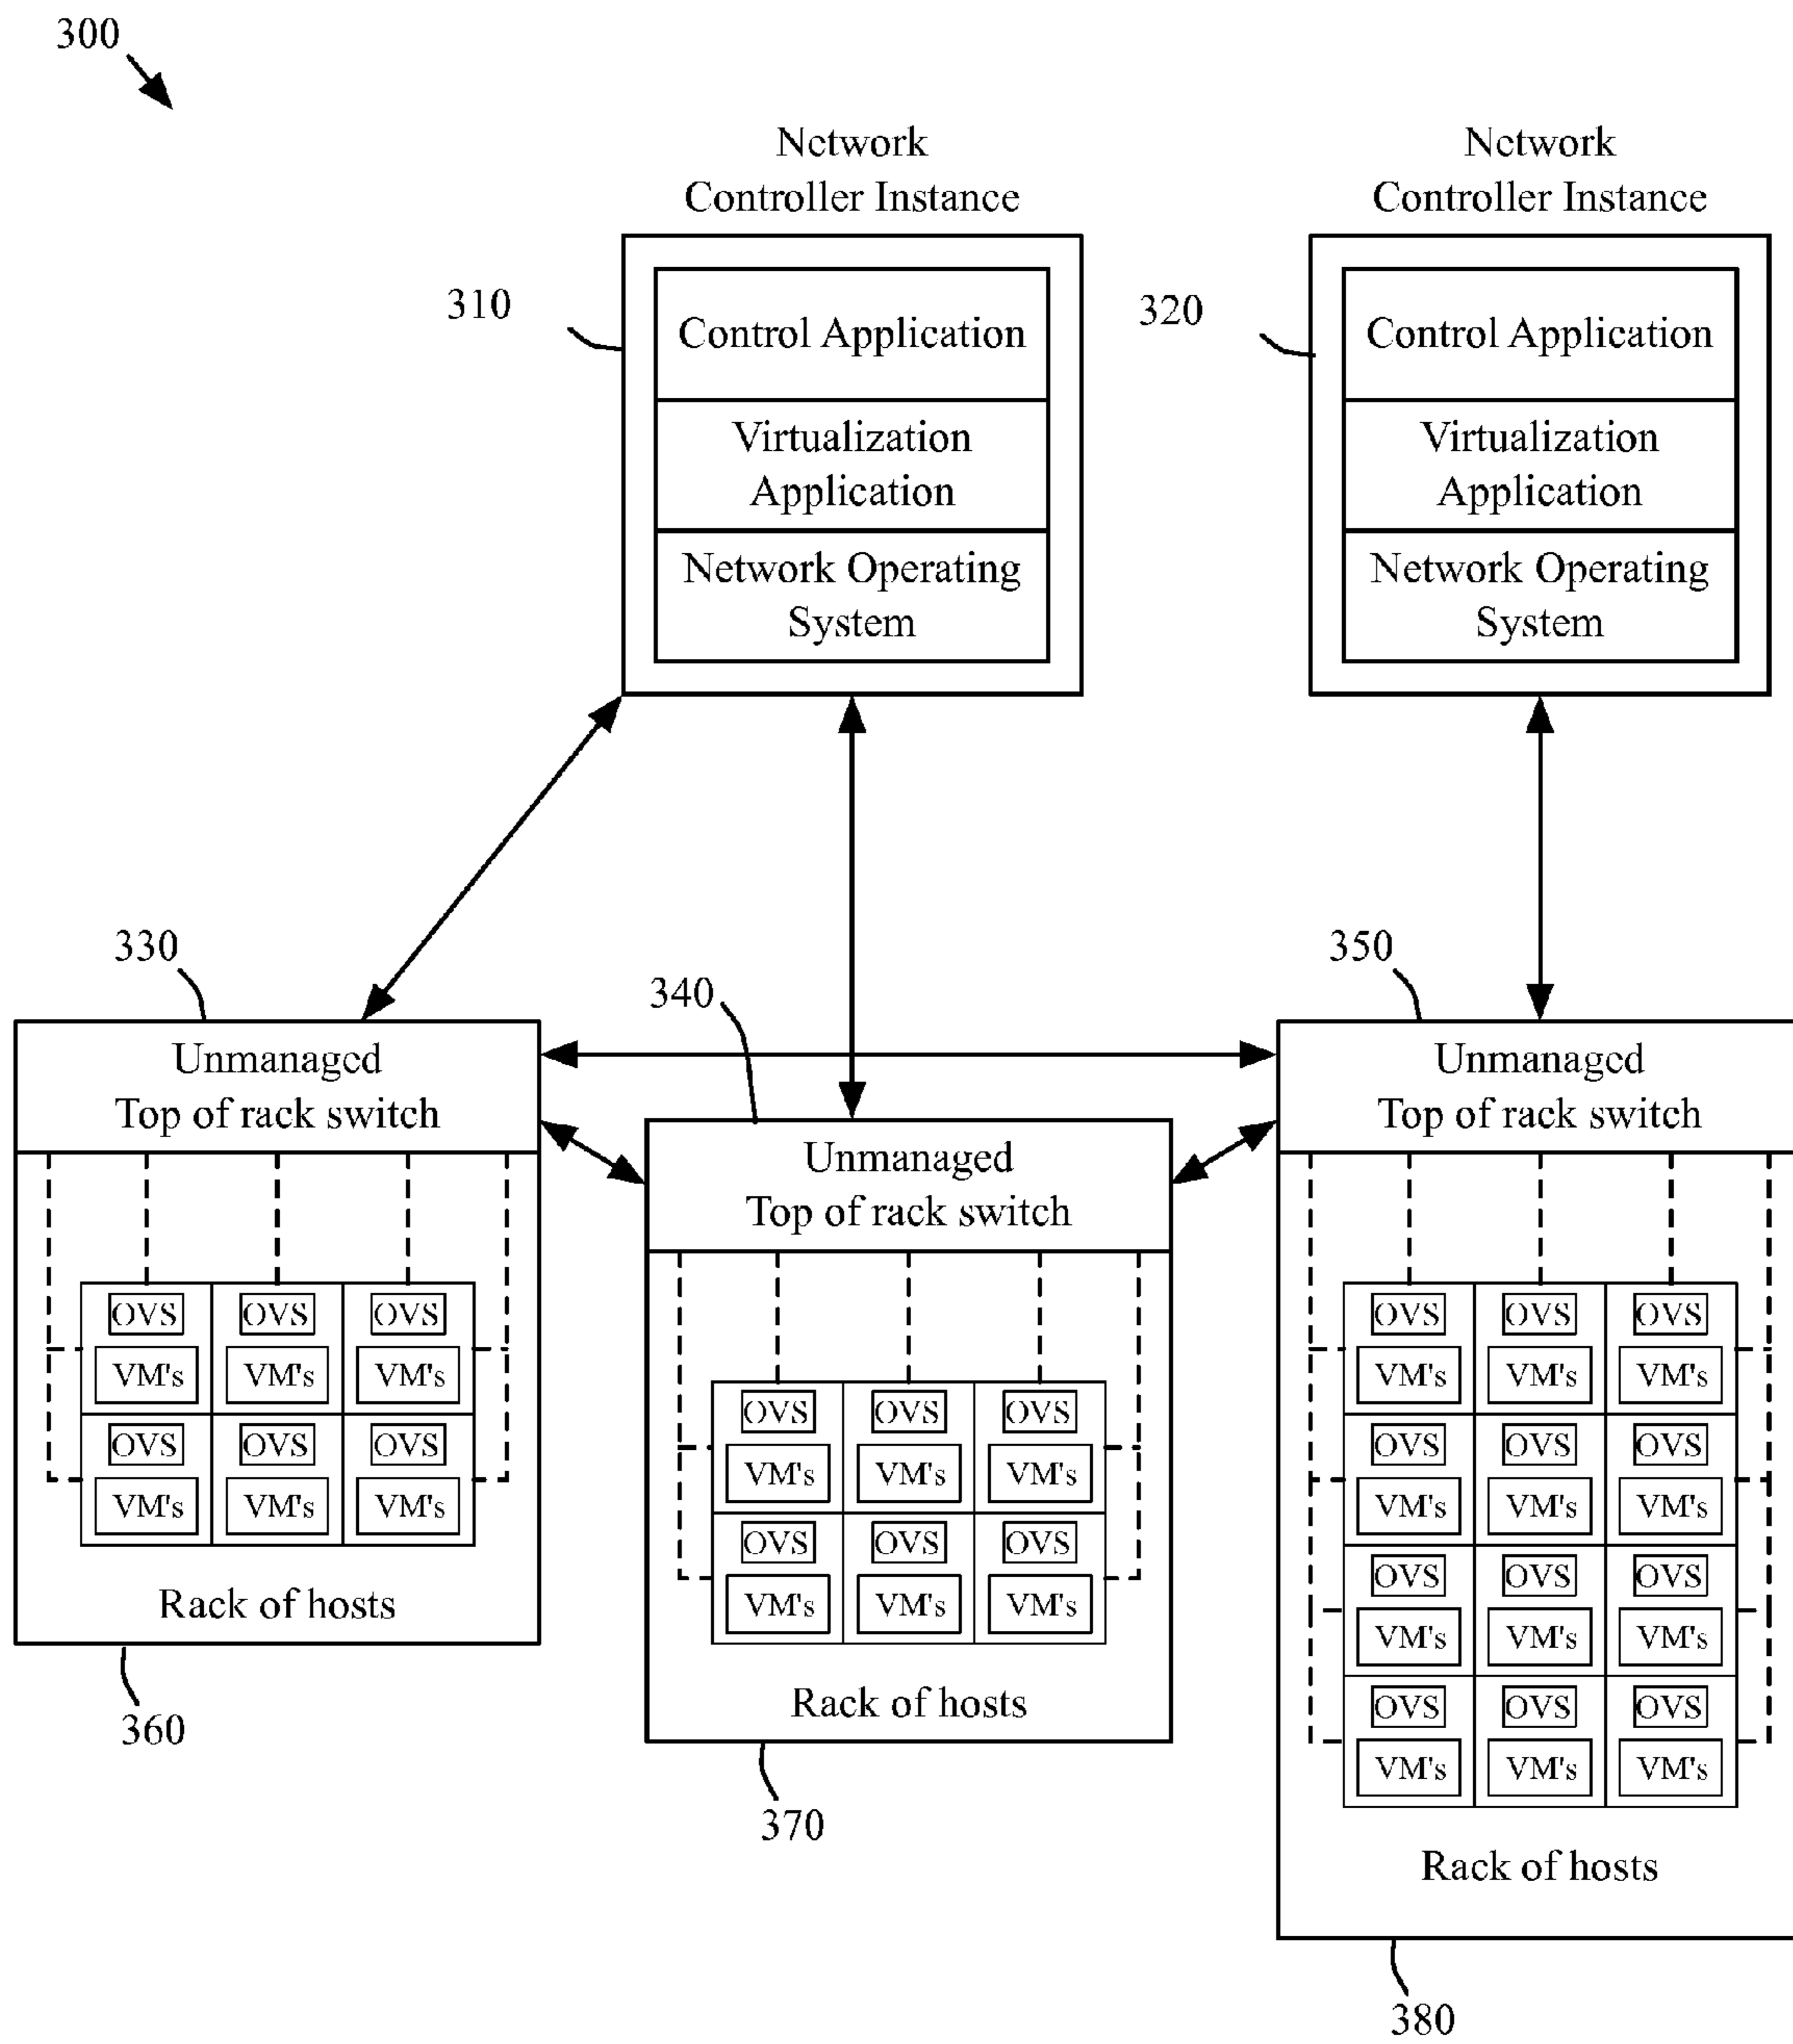 300
Network
Controller Instance
Network
Controller Instance
310
Control Application
Virtualization
Application
Network Operating
System
320
Control Application
Virtualization
Application
Network Operating
System
330
Unmanaged
Top of rack switch
340
Unmanaged
Top of rack switch
350
Unmanaged
Top of rack switch
OVS OVS OVS
VM's VM's VM's
OVS OVS OVS
VM's VM's VM's
Rack of hosts
360
OVS OVS OVS
VM's VM's VM's
OVS OVS OVS
VM's VM's VM's
Rack of hosts
370
OVS OVS OVS
VM's VM's VM's
OVS OVS OVS
VM's VM's VM's
OVS OVS OVS
VM's VM's VM's
OVS OVS OVS
VM's VM's VM's
Rack of hosts
380